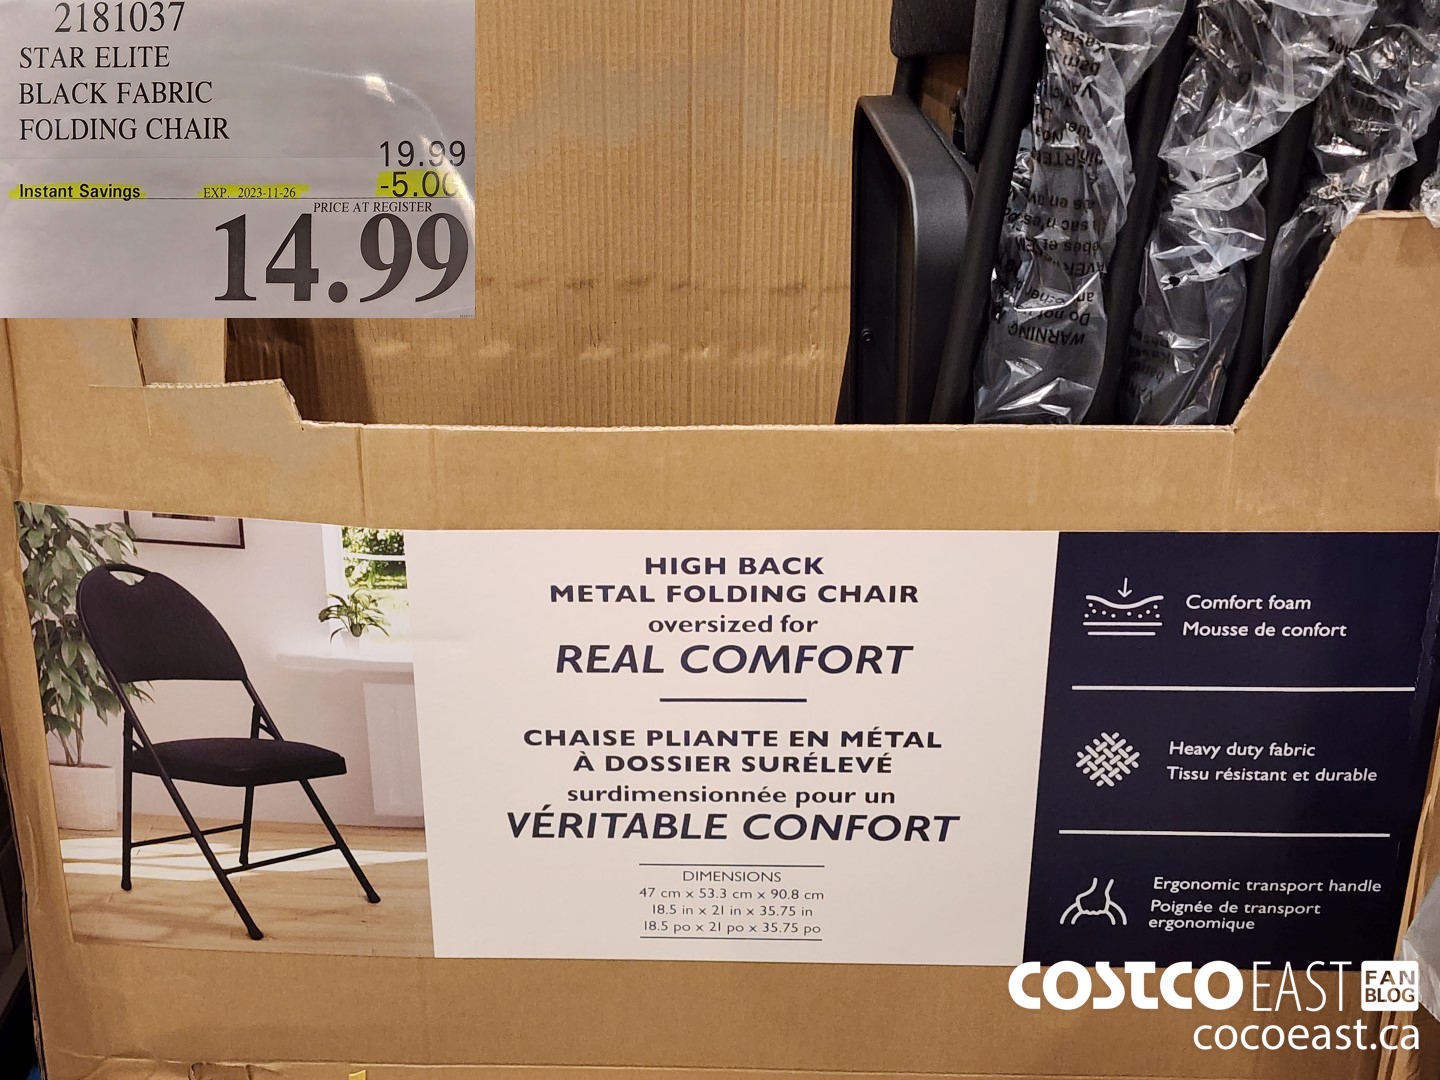 2181037
STAR ELITE
BLACK FABRIC
FOLDING CHAIR
19.99
Instant Savings EXP. 2023-11-26 -5.00
PRICE AT REGISTER
14.99
WARNING
HIGH BACK
METAL FOLDING CHAIR
oversized for
REAL COMFORT
CHAISE PLIANTE EN MÉTAL
À DOSSIER SURÉLEVÉ
surdimensionnée pour un
VÉRITABLE CONFORT
DIMENSIONS
47 cm x 53.3 cm x 90.8 cm
18.5 in x 21 in x 35.75 in
18.5 po x 21 po x 35.75 po
Comfort foam
Mousse de confort
Heavy duty fabric
Tissu résistant et durable
Ergonomic transport handle
Poignée de transport
ergonomique
COSTCO EAST FAN BLOG
cocoeast.ca